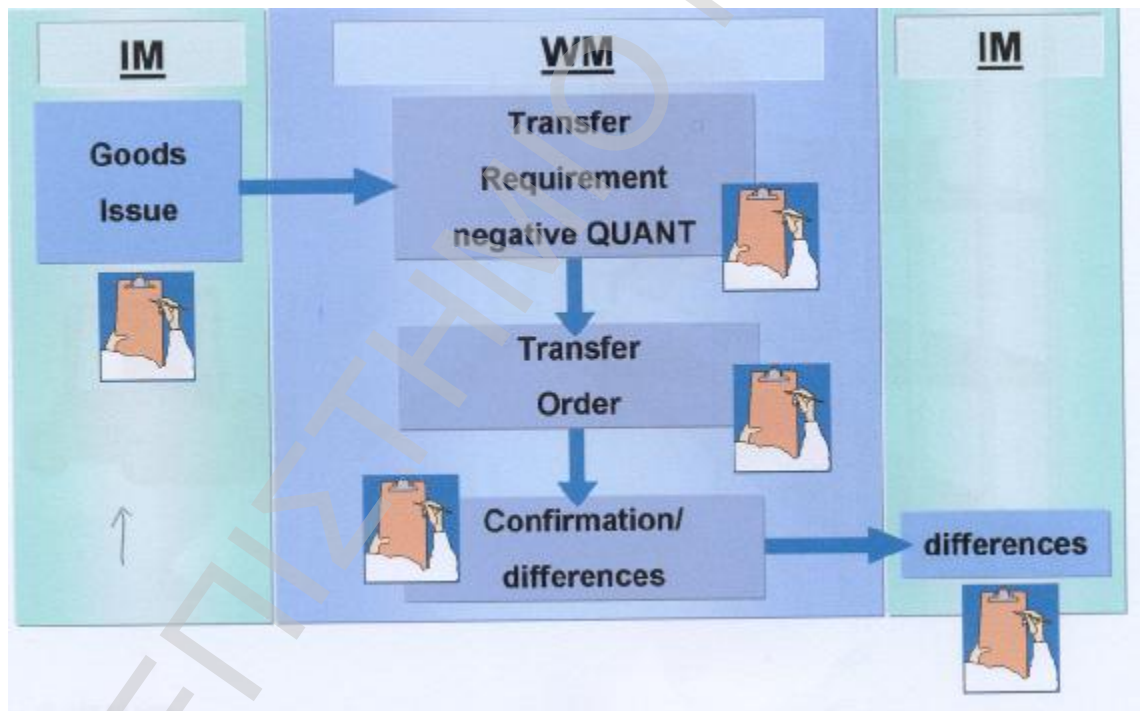 IM
WM
IM
Goods
Issue
Transfer
Requirement
negative QUANT
Transfer
Order
Confirmation/
differences
differences